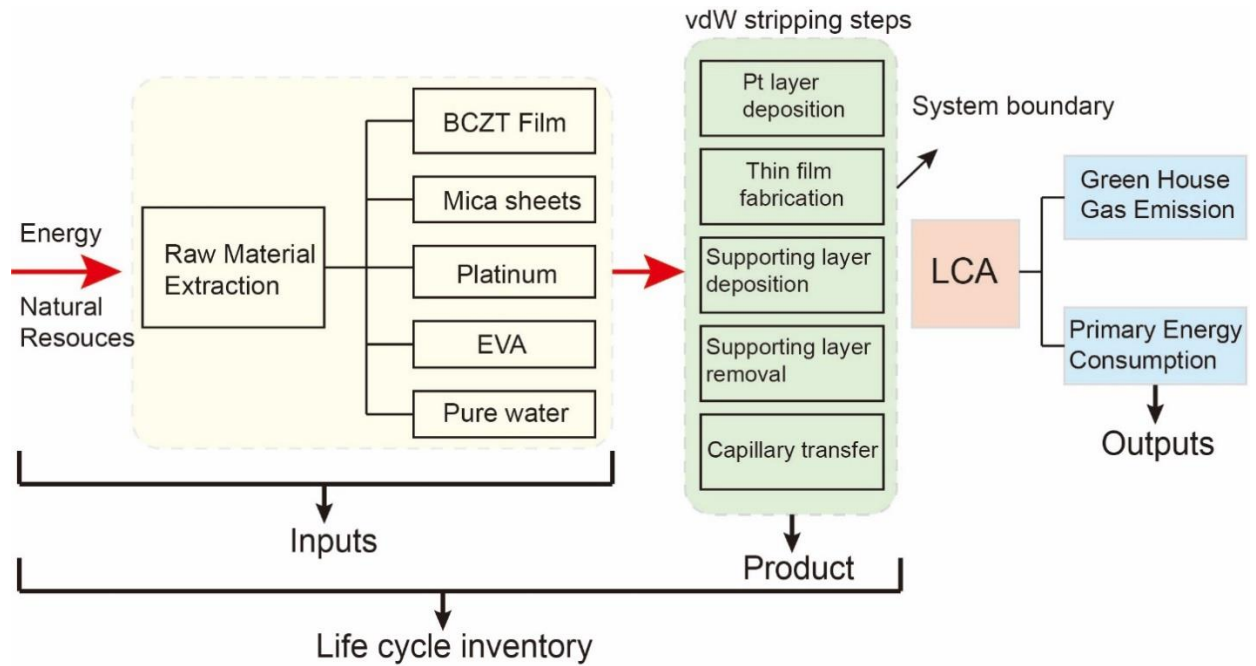 vdW stripping steps
Energy
Natural
Resouces
Raw Material
Extraction
BCZT Film
Mica sheets
Platinum
EVA
Pure water
Pt layer
deposition
Thin film
fabrication
Supporting layer
deposition
Supporting layer
removal
Capillary transfer
System boundary
LCA
Green House
Gas Emission
Primary Energy
Consumption
Outputs
Inputs
Product
Life cycle inventory